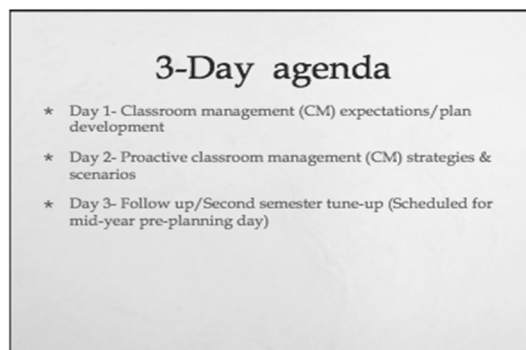 3-Day agenda
* Day 1- Classroom management (CM) expectations/plan
development
* Day 2- Proactive classroom management (CM) strategies &
scenarios
* Day 3- Follow up/Second semester tune-up (Scheduled for
mid-year pre-planning day)